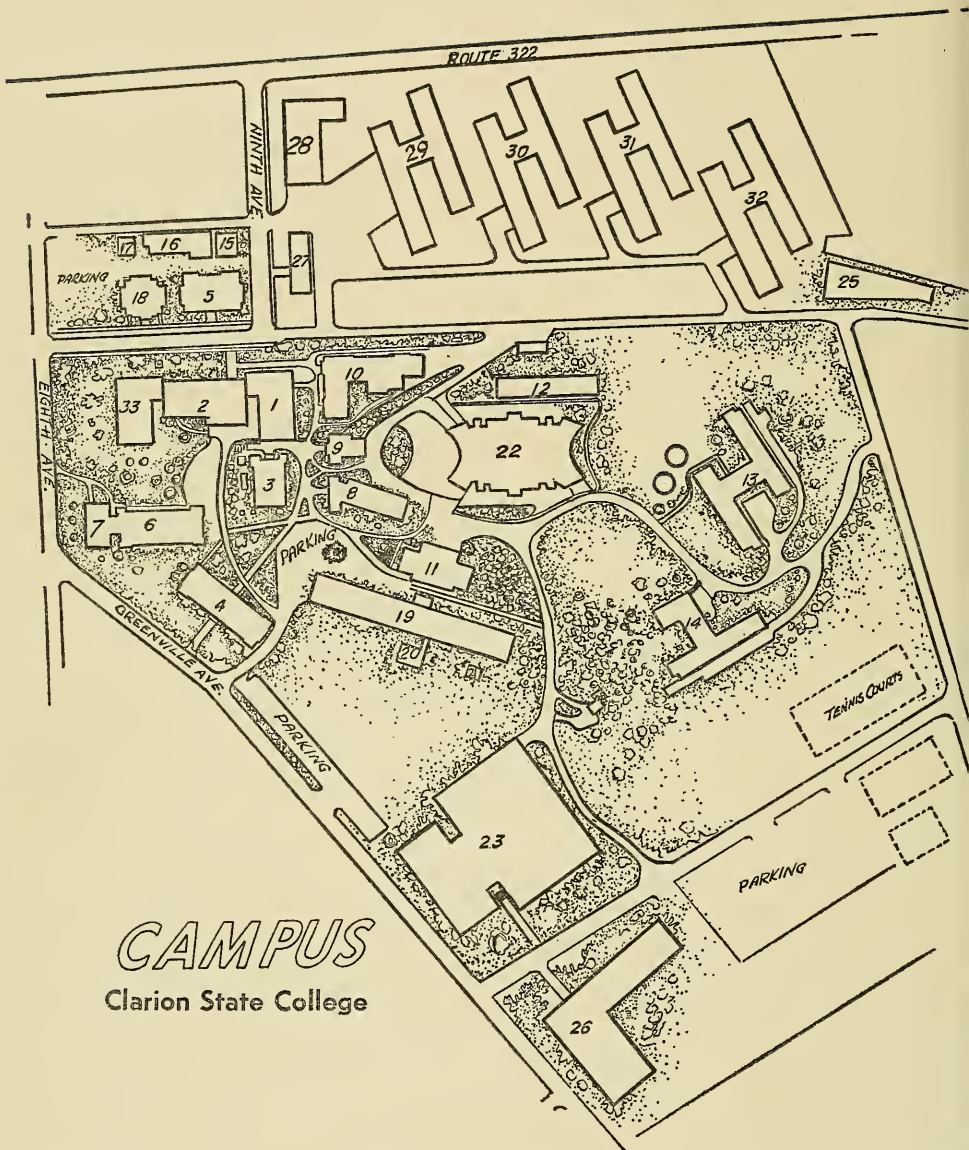 ROUTE 322
NINTH AVE.
28
29
30
31
32
17
16
15
27
PARKING
18
5
25
EIGHTH AVE.
33
2
1
10
12
3
9
22
13
7
6
8
PARKING
11
4
19
14
20
GREENVILLE AVE.
PARKING
TENNIS COURTS
23
PARKING
26
CAMPUS
Clarion State College